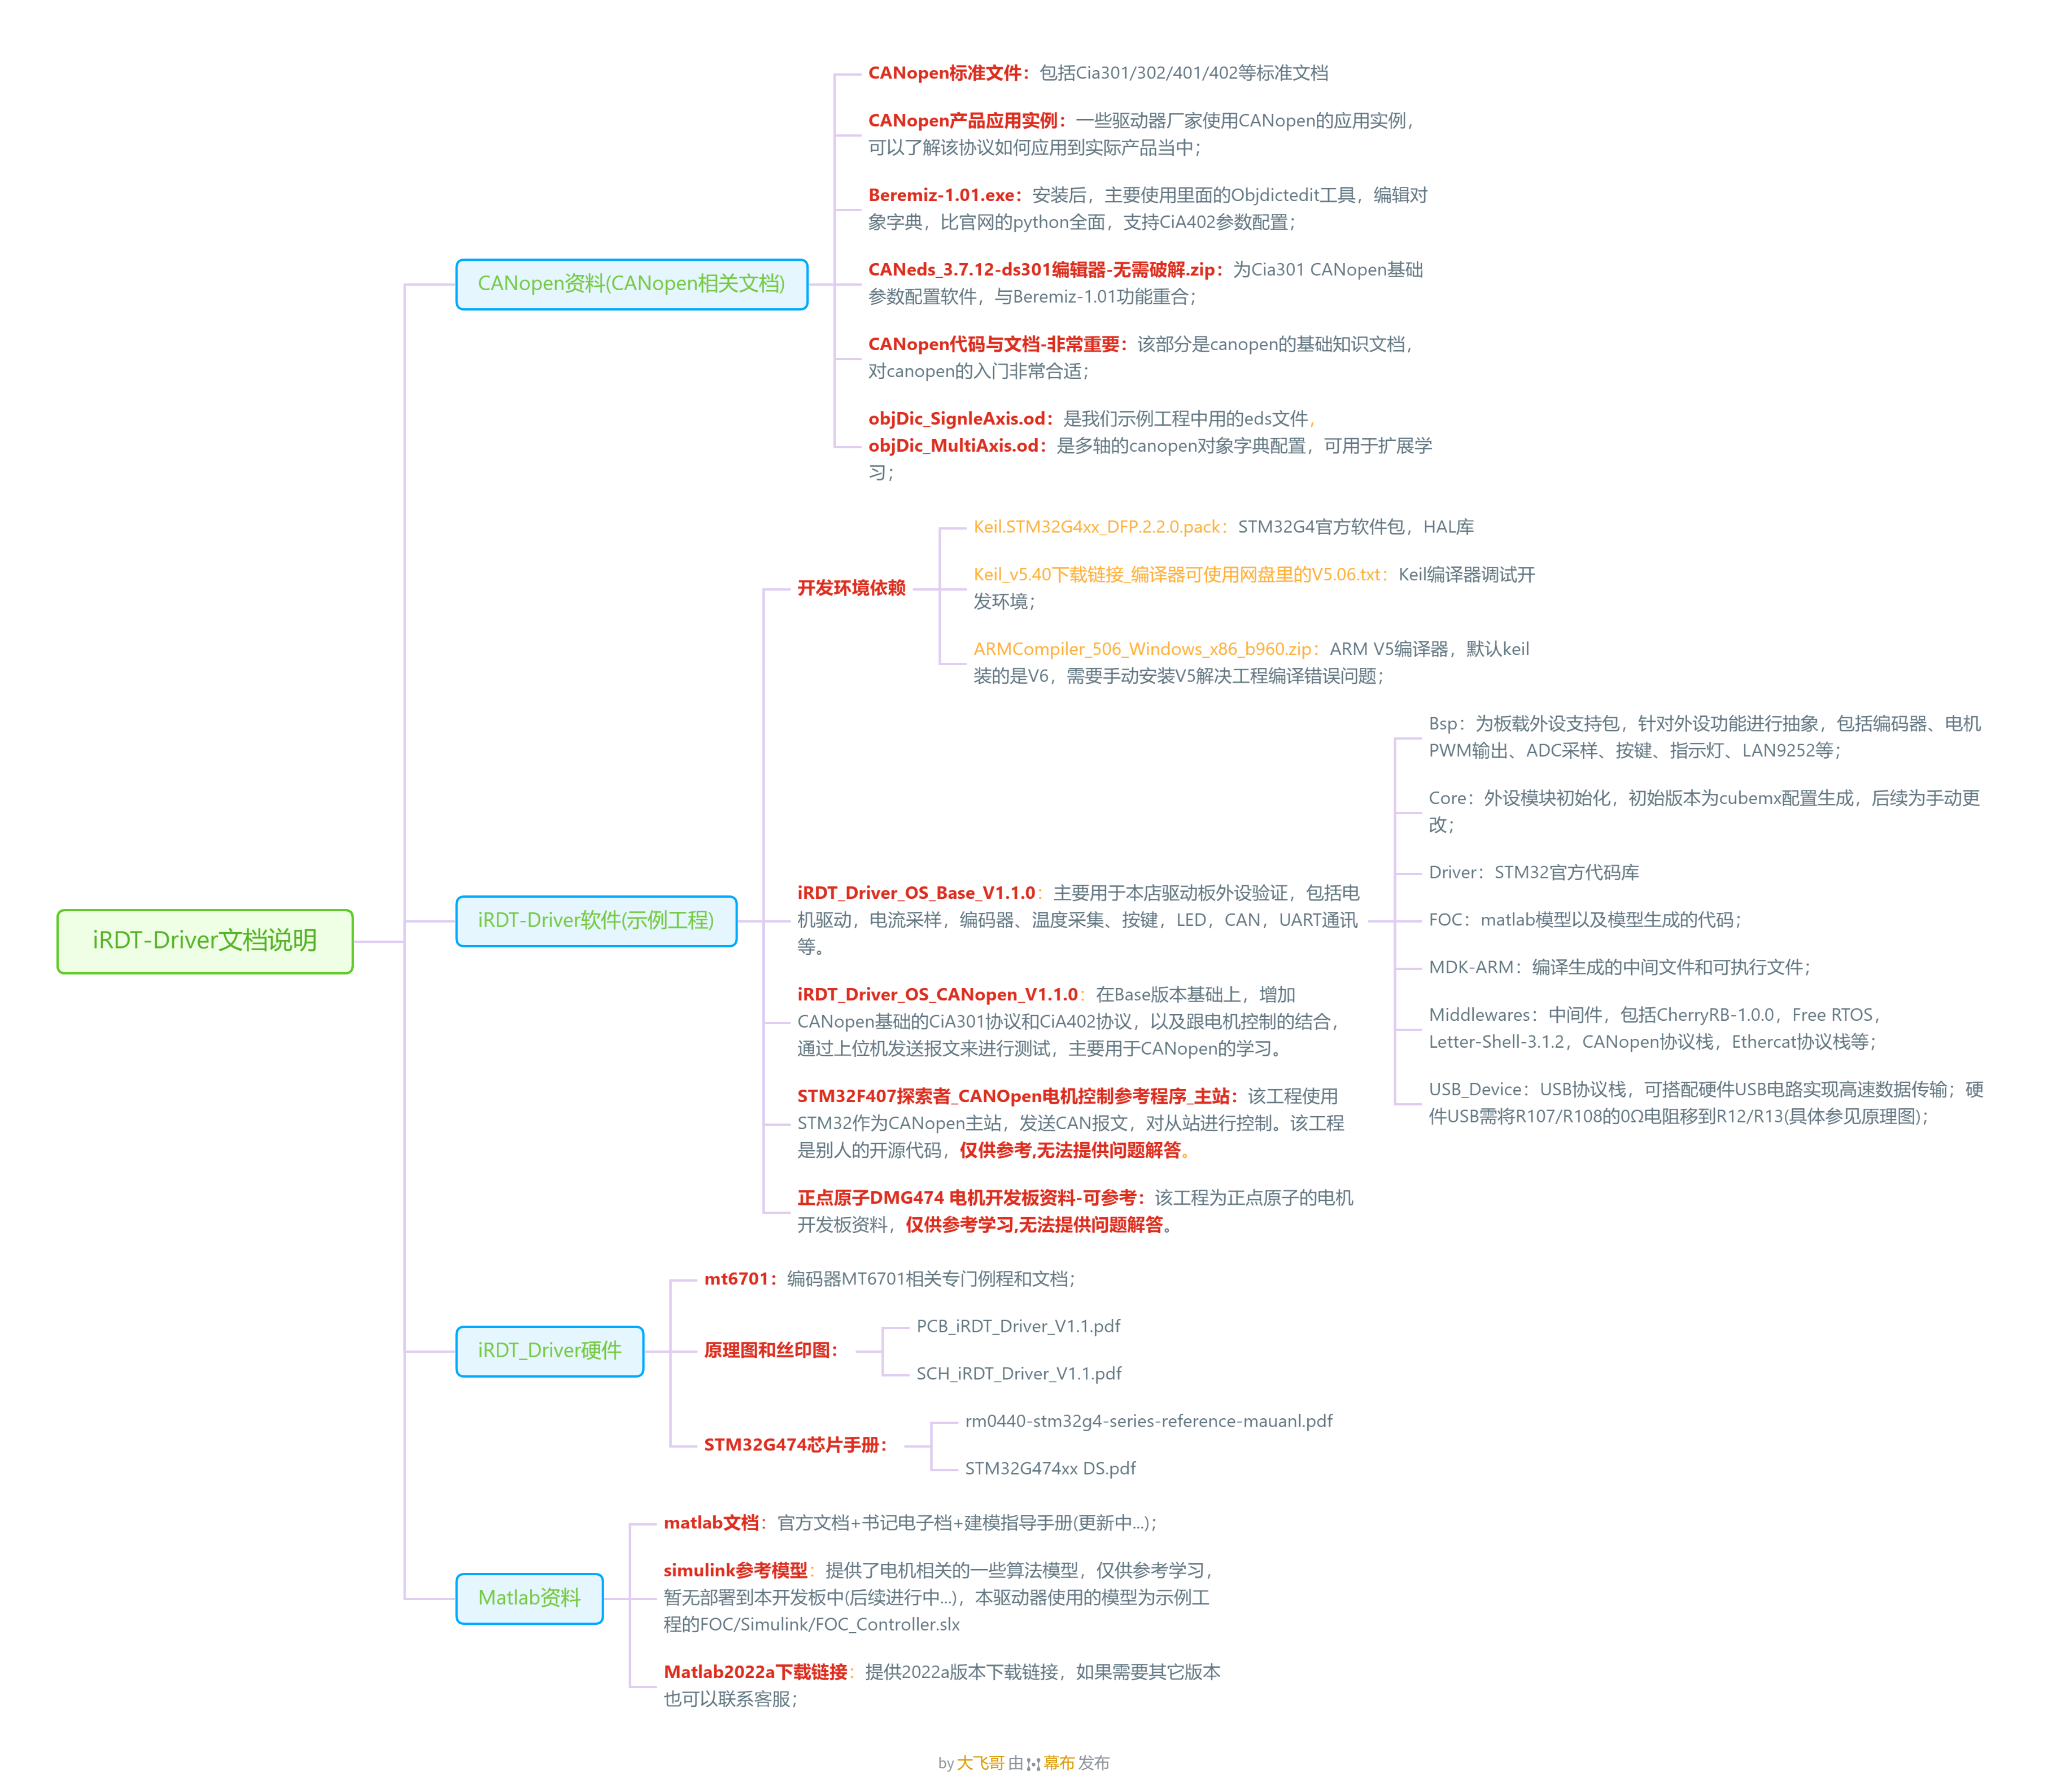 CANopen标准文件：包括Cia301/302/401/402等标准文档
CANopen产品应用实例：一些驱动器厂家使用CANopen的应用实例，
可以了解该协议如何应用到实际产品当中；
Beremiz-1.01.exe：安装后，主要使用里面的Objdictedit工具，编辑对
象字典，比官网的python全面，支持CiA402参数配置；
CANopen资料(CANopen相关文档)
CANeds_3.7.12-ds301编辑器-无需破解.zip：为Cia301 CANopen基础
参数配置软件，与Beremiz-1.01功能重合；
CANopen代码与文档-非常重要：该部分是canopen的基础知识文档，
对canopen的入门非常合适；
objDic_SignleAxis.od：是我们示例工程中用的eds文件，
objDic_MultiAxis.od：是多轴的canopen对象字典配置，可用于扩展学
习；
Keil.STM32G4xx_DFP.2.2.0.pack：STM32G4官方软件包，HAL库
开发环境依赖
Keil_v5.40下载链接_编译器可使用网盘里的V5.06.txt：Keil编译器调试开
发环境；
ARMCompiler_506_Windows_x86_b960.zip：ARM V5编译器，默认keil
装的是V6，需要手动安装V5解决工程编译错误问题；
Bsp：为板载外设支持包，针对外设功能进行抽象，包括编码器、电机
PWM输出、ADC采样、按键、指示灯、LAN9252等；
Core：外设模块初始化，初始版本为cubemx配置生成，后续为手动更
改；
Driver：STM32官方代码库
iRDT-Driver文档说明
iRDT-Driver软件(示例工程)
iRDT_Driver_OS_Base_V1.1.0：主要用于本店驱动板外设验证，包括电
机驱动，电流采样，编码器、温度采集、按键，LED，CAN，UART通讯
等。
FOC：matlab模型以及模型生成的代码；
MDK-ARM：编译生成的中间文件和可执行文件；
iRDT_Driver_OS_CANopen_V1.1.0：在Base版本基础上，增加
CANopen基础的CiA301协议和CiA402协议，以及跟电机控制的结合，
通过上位机发送报文来进行测试，主要用于CANopen的学习。
Middlewares：中间件，包括CherryRB-1.0.0，Free RTOS，
Letter-Shell-3.1.2，CANopen协议栈，Ethercat协议栈等；
USB_Device：USB协议栈，可搭配硬件USB电路实现高速数据传输；硬
件USB需将R107/R108的0Ω电阻移到R12/R13(具体参见原理图)；
STM32F407探索者_CANOpen电机控制参考程序_主站：该工程使用
STM32作为CANopen主站，发送CAN报文，对从站进行控制。该工程
是别人的开源代码，仅供参考,无法提供问题解答。
正点原子DMG474 电机开发板资料-可参考：该工程为正点原子的电机
开发板资料，仅供参考学习,无法提供问题解答。
mt6701：编码器MT6701相关专门例程和文档；
iRDT_Driver硬件
原理图和丝印图：
PCB_iRDT_Driver_V1.1.pdf
SCH_iRDT_Driver_V1.1.pdf
STM32G474芯片手册：
rm0440-stm32g4-series-reference-mauanl.pdf
STM32G474xx DS.pdf
matlab文档：官方文档+书记电子档+建模指导手册(更新中...)；
Matlab资料
simulink参考模型：提供了电机相关的一些算法模型，仅供参考学习，
暂无部署到本开发板中(后续进行中...)，本驱动器使用的模型为示例工
程的FOC/Simulink/FOC_Controller.slx
Matlab2022a下载链接：提供2022a版本下载链接，如果需要其它版本
也可以联系客服；
by 大飞哥 由 幕布 发布